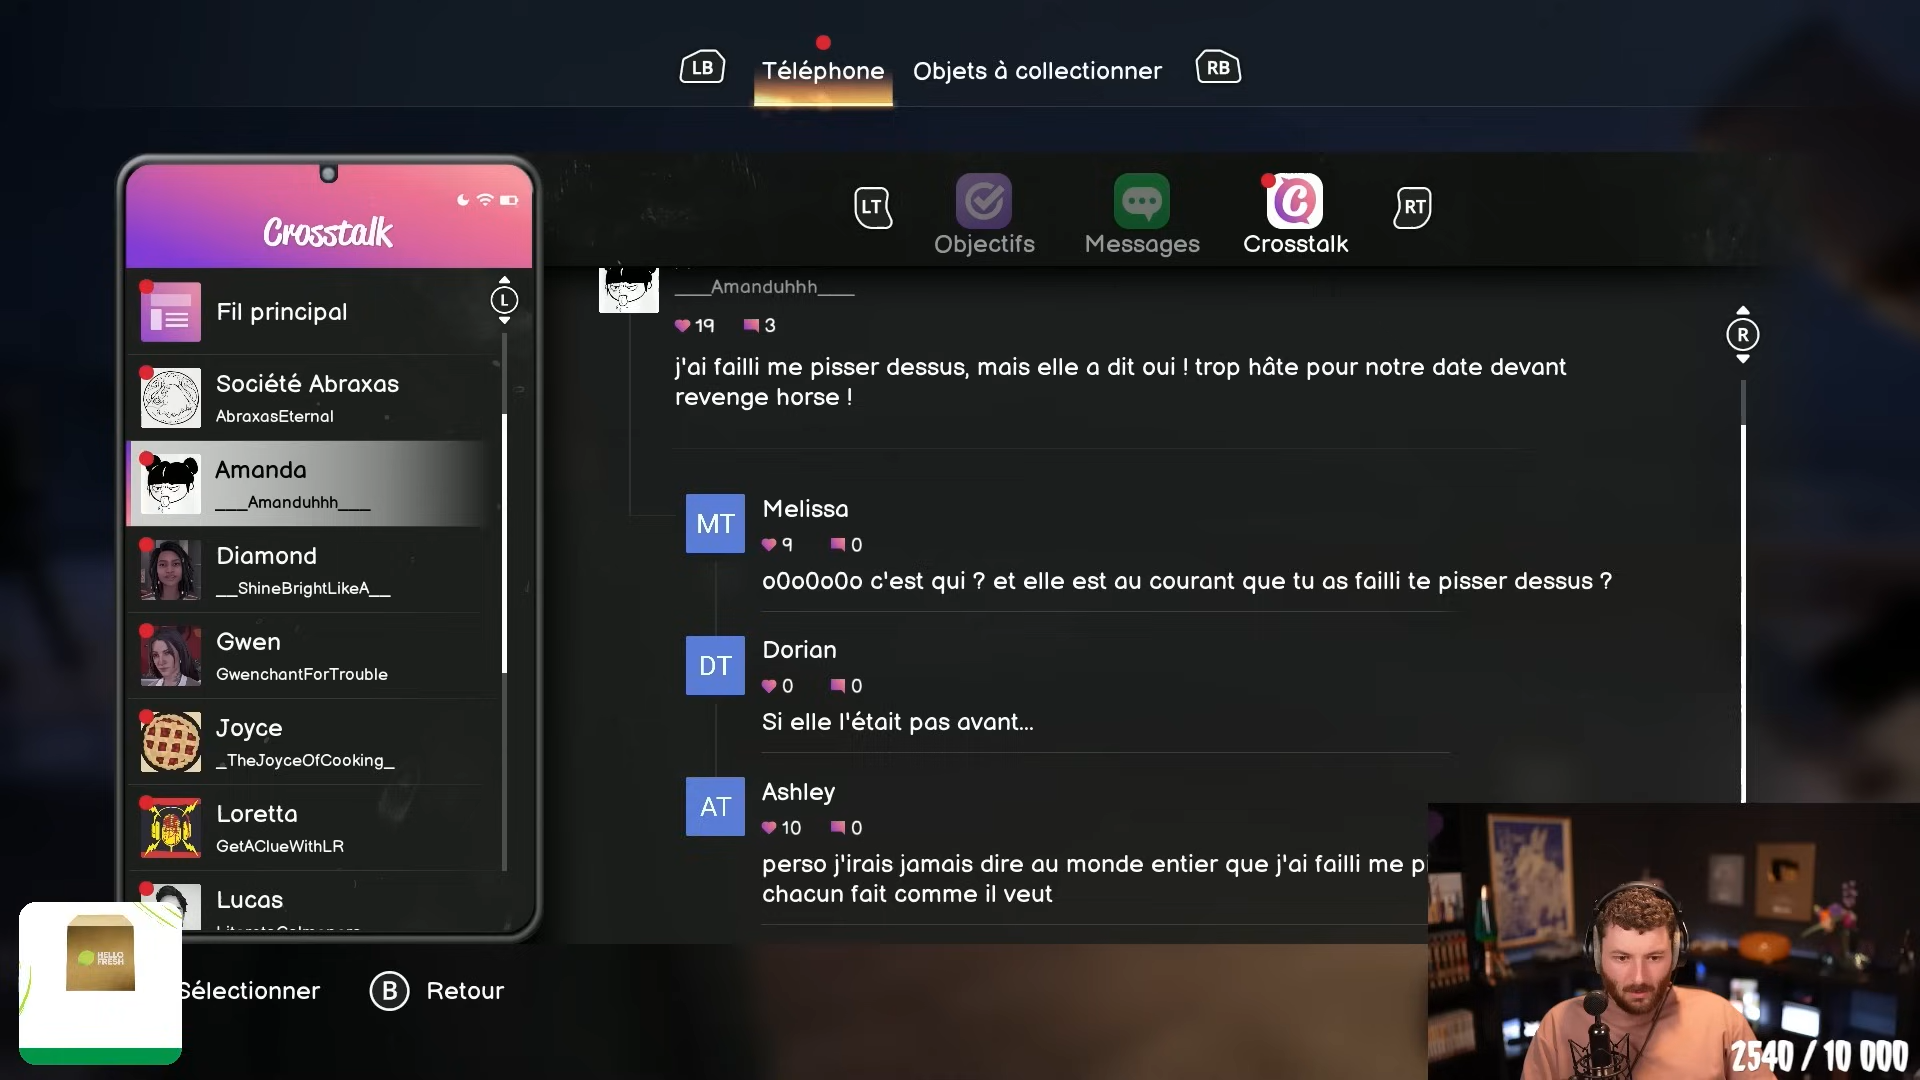 LB
Téléphone
Objets à collectionner
RB
Crosstalk
LT
Objectifs
Messages
Crosstalk
RT
L
Fil principal
Société Abraxas
AbraxasEternal
Amanda
___Amanduhhh___
Diamond
__ShineBrightLikeA__
Gwen
GwenchantForTrouble
Joyce
_TheJoyceOfCooking_
Loretta
GetAClueWithLR
Lucas
___Amanduhhh___
19
3
R
j'ai failli me pisser dessus, mais elle a dit oui ! trop hâte pour notre date devant
revenge horse !
MT
Melissa
9
0
oOoOoOo c'est qui ? et elle est au courant que tu as failli te pisser dessus ?
DT
Dorian
0
0
Si elle l'était pas avant...
AT
Ashley
10
0
perso j'irais jamais dire au monde entier que j'ai failli me
chacun fait comme il veut
HELLO
FRESH
Sélectionner
B
Retour
2540 / 10 000